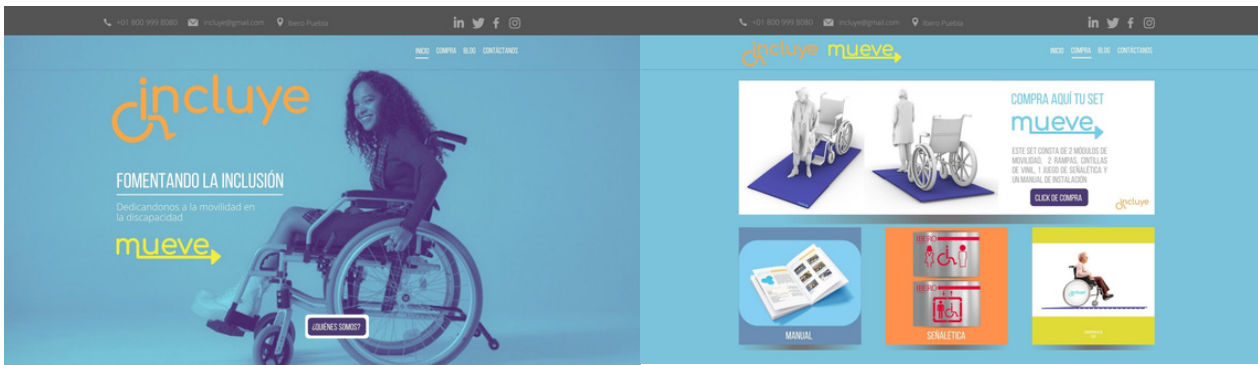 +01 800 999 8080 incluye@gmail.com Ibero Puebla
INICIO COMPRA BLOG CONTÁCTANOS
incluye
FOMENTANDO LA INCLUSIÓN
Dedicandonos a la movilidad en
la discapacidad
mueve
¿QUIÉNES SOMOS?
+01 800 999 8080 incluye@gmail.com Ibero Puebla
incluye mueve
INICIO COMPRA BLOG CONTÁCTANOS
COMPRA AQUÍ TU SET
mueve
ESTE SET CONSTA DE 2 MÓDULOS DE
MOVILIDAD, 2 RAMPAS, CINTILLAS
DE VINIL, 1 JUEGO DE SEÑALÉTICA Y
UN MANUAL DE INSTALACIÓN
CLICK DE COMPRA
incluye
MANUAL
IBERO
IBERO
SEÑALÉTICA
incluye